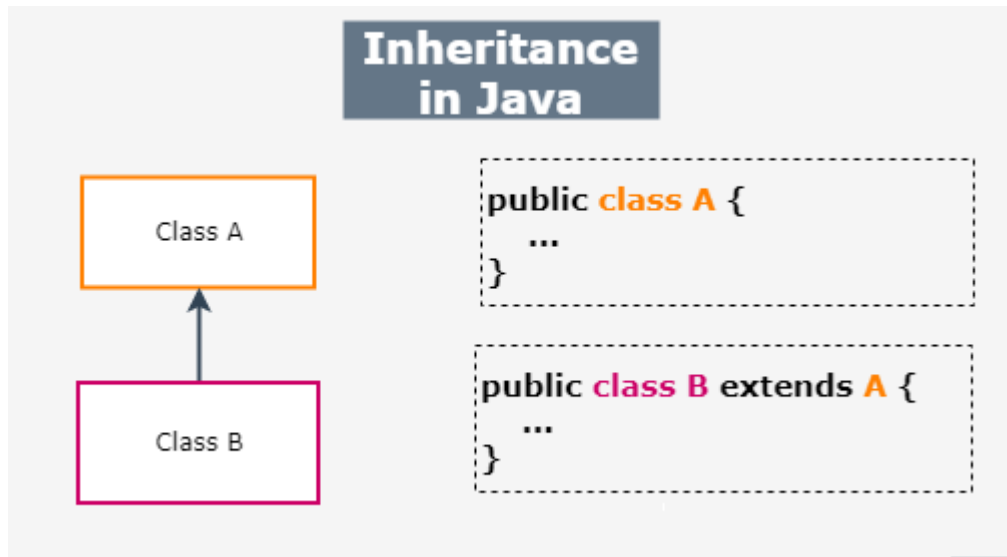 Inheritance
in Java
Class A
public class A {
...
}
Class B
public class B extends A {
...
}